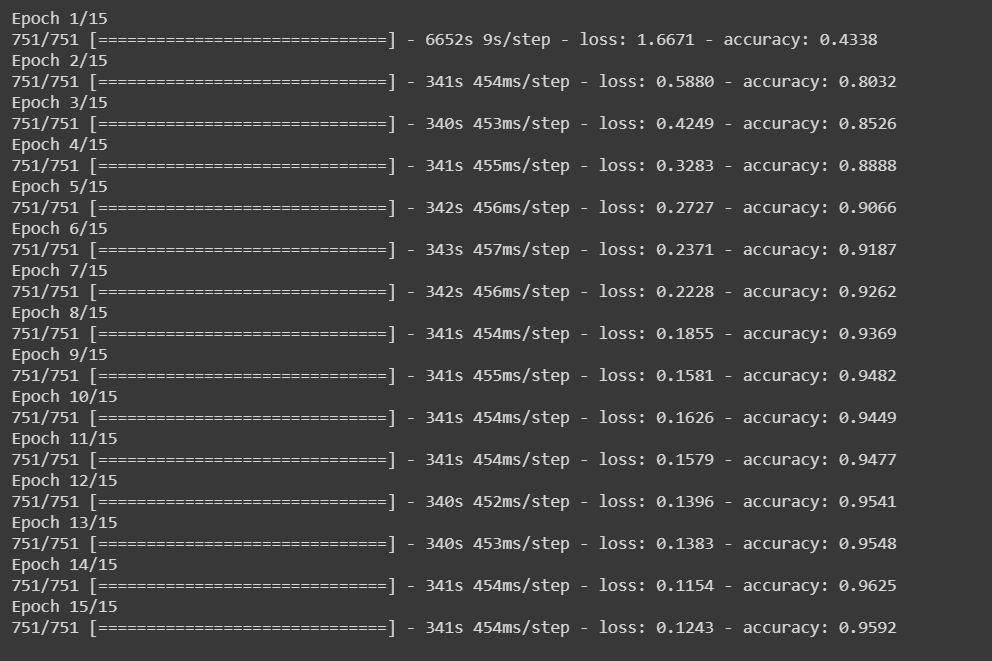 Epoch 1/15
751/751 [==============================] - 6652s 9s/step - loss: 1.6671 - accuracy: 0.4338
Epoch 2/15
751/751 [==============================] - 341s 454ms/step - loss: 0.5880 - accuracy: 0.8032
Epoch 3/15
751/751 [==============================] - 340s 453ms/step - loss: 0.4249 - accuracy: 0.8526
Epoch 4/15
751/751 [==============================] - 341s 455ms/step - loss: 0.3283 - accuracy: 0.8888
Epoch 5/15
751/751 [==============================] - 342s 456ms/step - loss: 0.2727 - accuracy: 0.9066
Epoch 6/15
751/751 [==============================] - 343s 457ms/step - loss: 0.2371 - accuracy: 0.9187
Epoch 7/15
751/751 [==============================] - 342s 456ms/step - loss: 0.2228 - accuracy: 0.9262
Epoch 8/15
751/751 [==============================] - 341s 454ms/step - loss: 0.1855 - accuracy: 0.9369
Epoch 9/15
751/751 [==============================] - 341s 455ms/step - loss: 0.1581 - accuracy: 0.9482
Epoch 10/15
751/751 [==============================] - 341s 454ms/step - loss: 0.1626 - accuracy: 0.9449
Epoch 11/15
751/751 [==============================] - 341s 454ms/step - loss: 0.1579 - accuracy: 0.9477
Epoch 12/15
751/751 [==============================] - 340s 452ms/step - loss: 0.1396 - accuracy: 0.9541
Epoch 13/15
751/751 [==============================] - 340s 453ms/step - loss: 0.1383 - accuracy: 0.9548
Epoch 14/15
751/751 [==============================] - 341s 454ms/step - loss: 0.1154 - accuracy: 0.9625
Epoch 15/15
751/751 [==============================] - 341s 454ms/step - loss: 0.1243 - accuracy: 0.9592